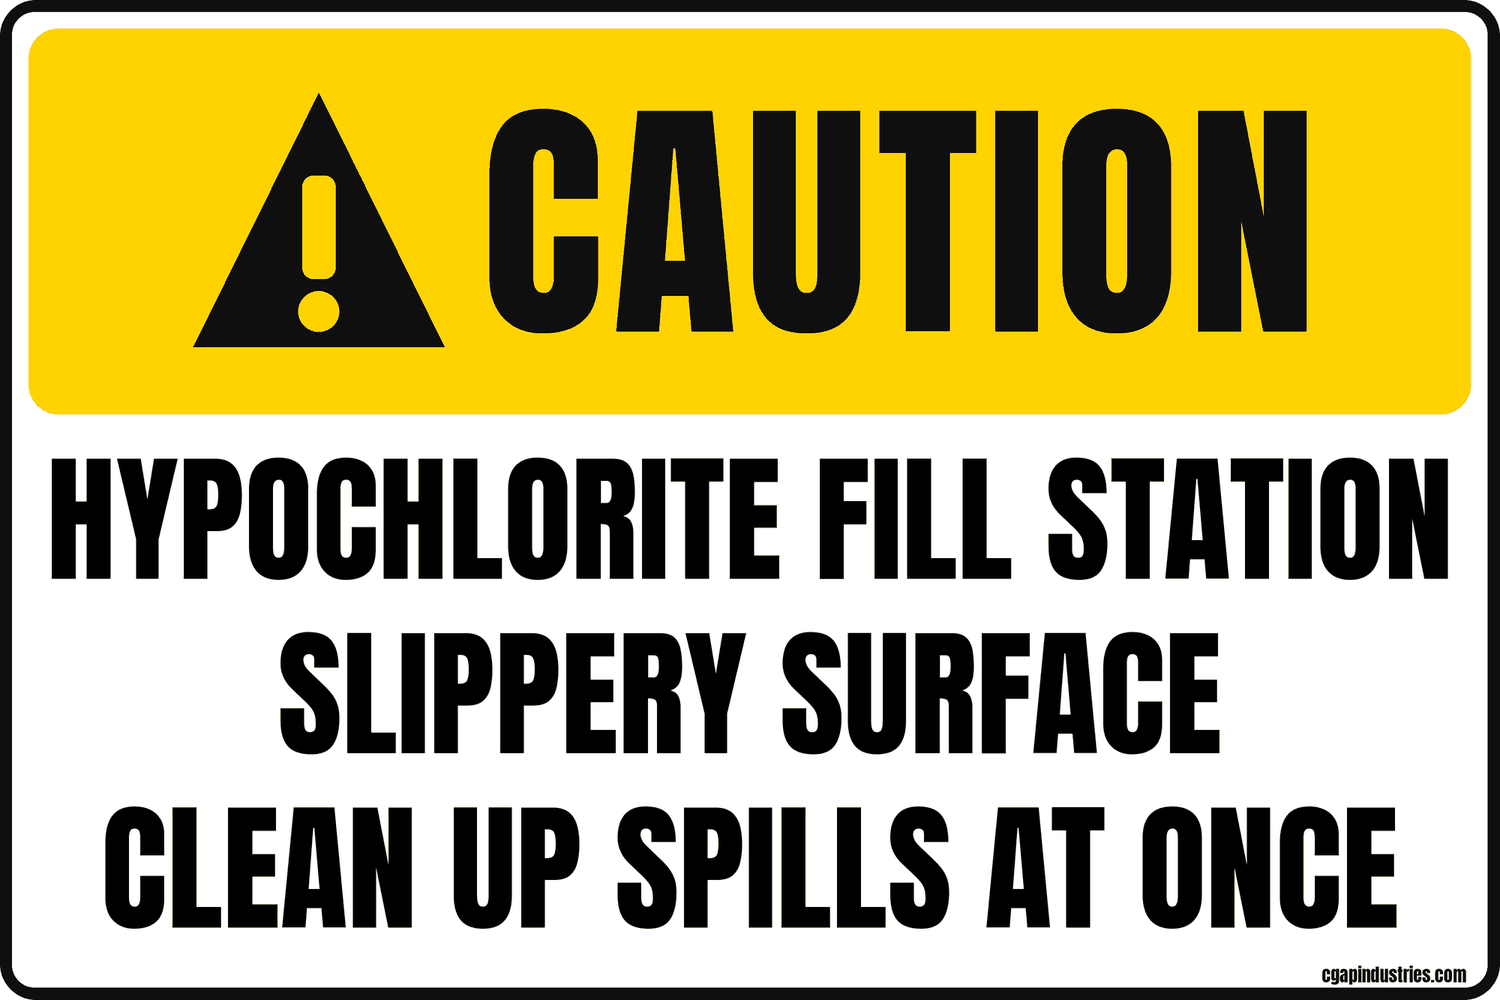 CAUTION
HYPOCHLORITE FILL STATION
SLIPPERY SURFACE
CLEAN UP SPILLS AT ONCE
cgapindustries.com